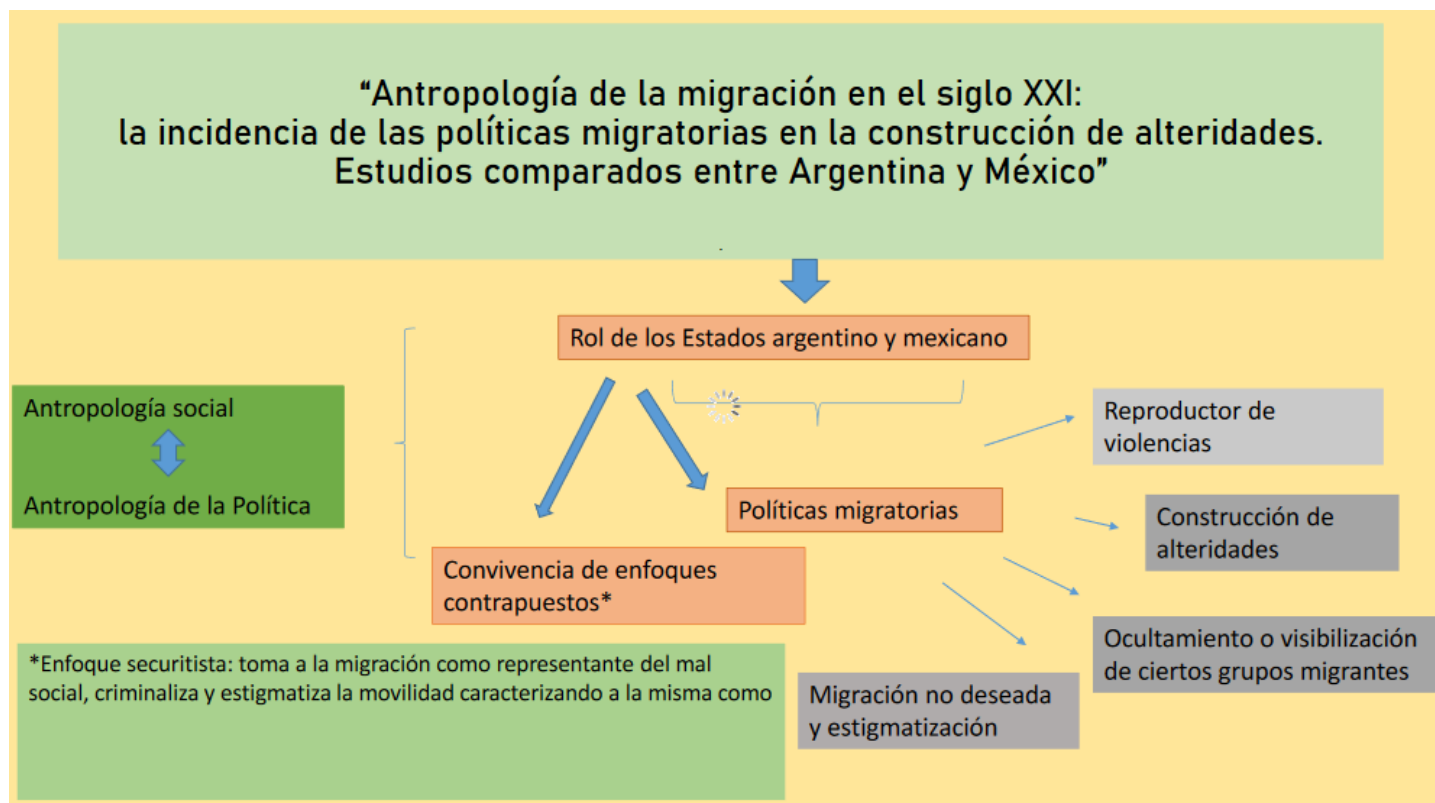 “Antropología de la migración en el siglo XXI:
la incidencia de las políticas migratorias en la construcción de alteridades.
Estudios comparados entre Argentina y México”
.
Rol de los Estados argentino y mexicano
Antropología social
Antropología de la Política
Reproductor de
violencias
Políticas migratorias
Construcción de
alteridades
Convivencia de enfoques
contrapuestos*
Ocultamiento o visibilización
de ciertos grupos migrantes
*Enfoque securitista: toma a la migración como representante del mal
social, criminaliza y estigmatiza la movilidad caracterizando a la misma como
Migración no deseada
y estigmatización